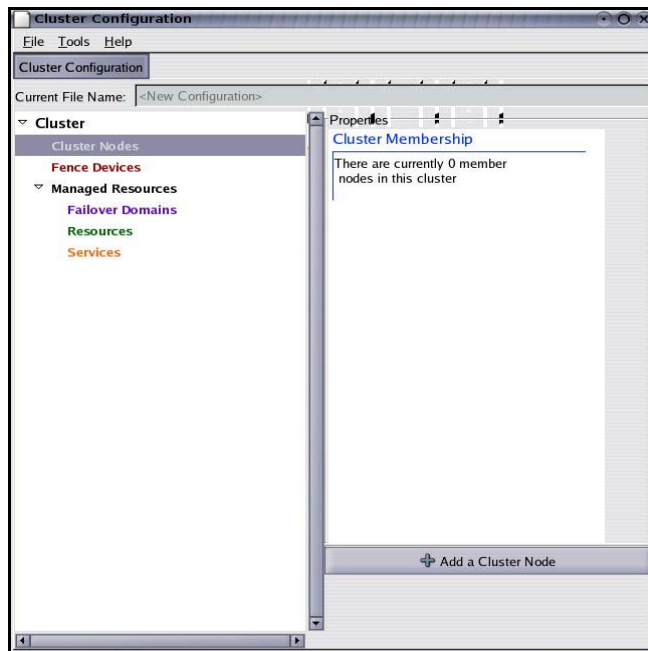 Cluster Configuration
File Tools Help
Cluster Configuration
Current File Name: <New Configuration>
Cluster
Cluster Nodes
Fence Devices
Managed Resources
Failover Domains
Resources
Services
Properties
Cluster Membership
There are currently 0 member
nodes in this cluster
Add a Cluster Node